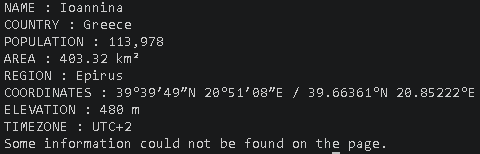 NAME : Ioannina
COUNTRY : Greece
POPULATION : 113,978
AREA : 403.32 km²
REGION : Epirus
COORDINATES : 39°39′49″N 20°51′08″E / 39.66361°N 20.85222°E
ELEVATION : 480 m
TIMEZONE : UTC+2
Some information could not be found on the page.